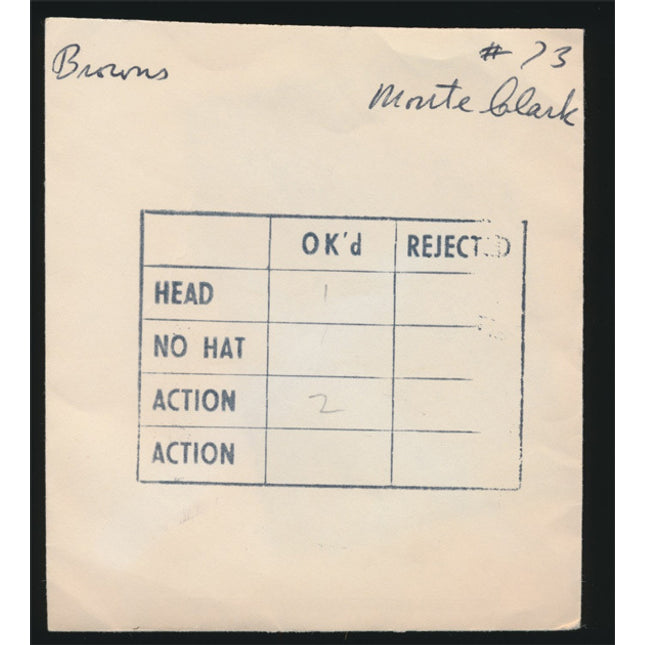 Browns # 73
Monte Clark
OK'd REJECTED
HEAD 1
NO HAT
ACTION 2
ACTION